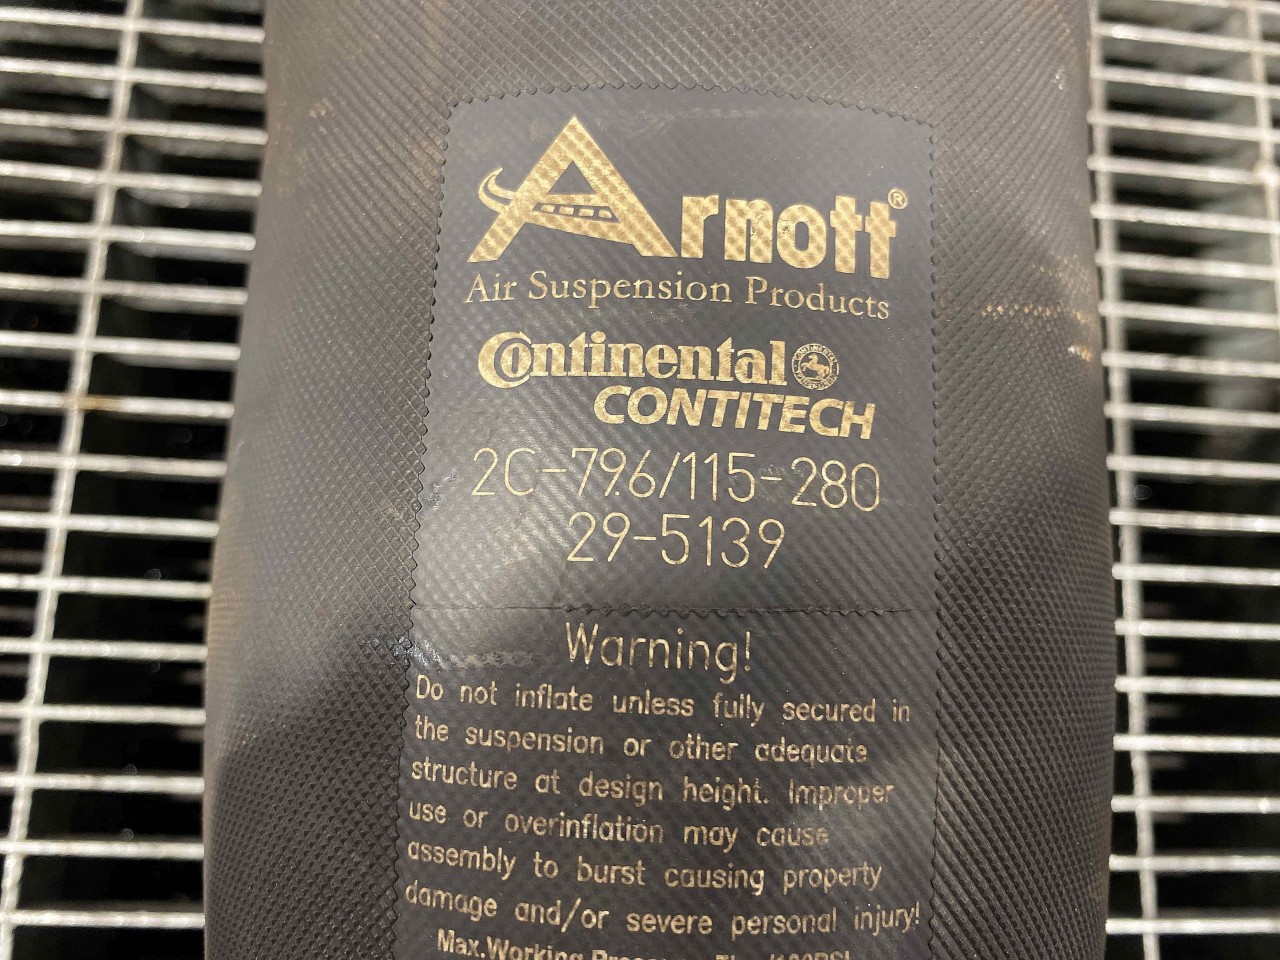 Arnott®
Air Suspension Products
Continental
CONTITECH
2C-79.6/115-280
29-5139
Warning!
Do not inflate unless fully secured in
the suspension or other adequate
structure at design height. Improper
use or overinflation may cause
assembly to burst causing property
damage and/or severe personal injury!
Max.Working